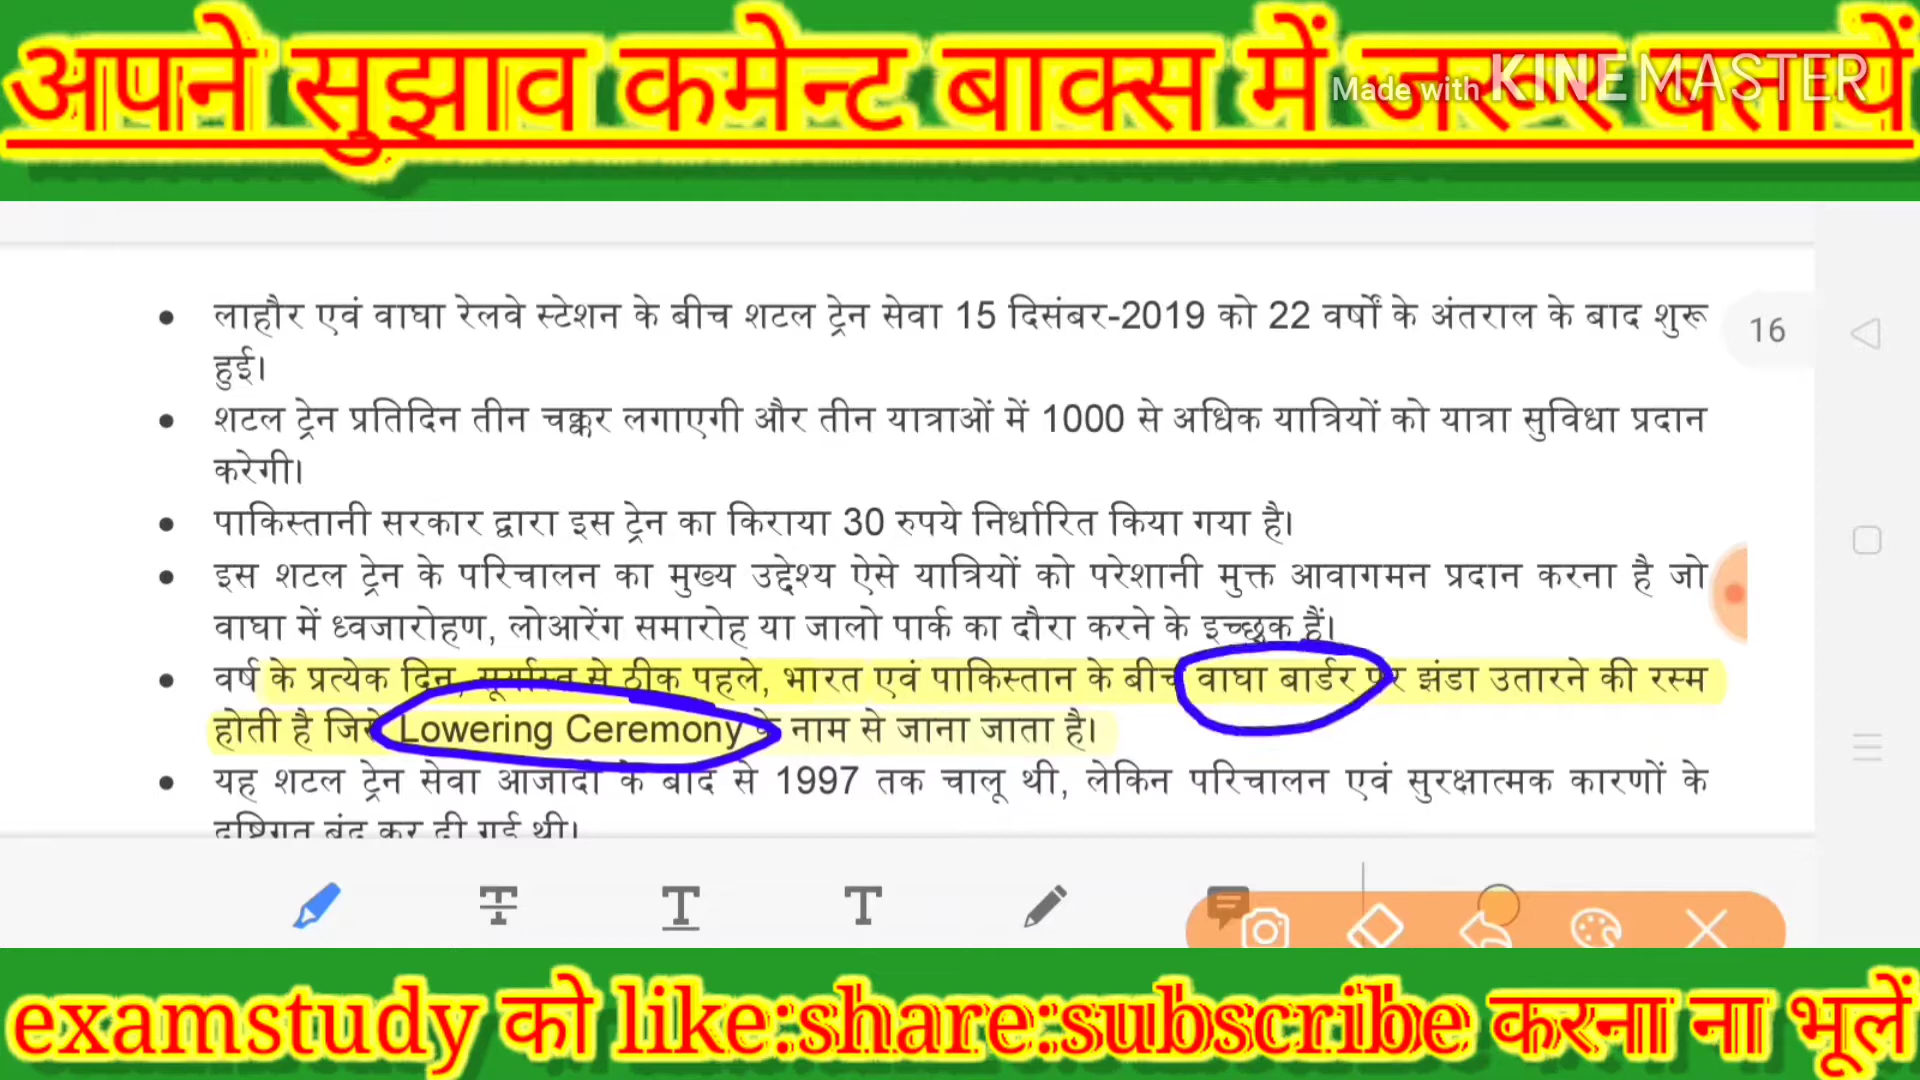 अपने सुझाव कमेन्ट बाक्स में जरूर बतायें
Made with KINEMASTER
लाहौर एवं वाघा रेलवे स्टेशन के बीच शटल ट्रेन सेवा 15 दिसंबर-2019 को 22 वर्षों के अंतराल के बाद शुरू
हुई।
16
शटल ट्रेन प्रतिदिन तीन चक्कर लगाएगी और तीन यात्राओं में 1000 से अधिक यात्रियों को यात्रा सुविधा प्रदान
करेगी।
पाकिस्तानी सरकार द्वारा इस ट्रेन का किराया 30 रुपये निर्धारित किया गया है।
इस शटल ट्रेन के परिचालन का मुख्य उद्देश्य ऐसे यात्रियों को परेशानी मुक्त आवागमन प्रदान करना है जो
वाघा में ध्वजारोहण, लोआरेंग समारोह या जालो पार्क का दौरा करने के इच्छुक हैं।
वर्ष के प्रत्येक दिन, सूर्यास्त से ठीक पहले, भारत एवं पाकिस्तान के बीच वाघा बार्डर पर झंडा उतारने की रस्म
होती है जिसे Lowering Ceremony के नाम से जाना जाता है।
यह शटल ट्रेन सेवा आजादी के बाद से 1997 तक चालू थी, लेकिन परिचालन एवं सुरक्षात्मक कारणों के
दृष्टिगत बंद कर दी गई थी।
examstudy को like:share:subscribe करना ना भूलें